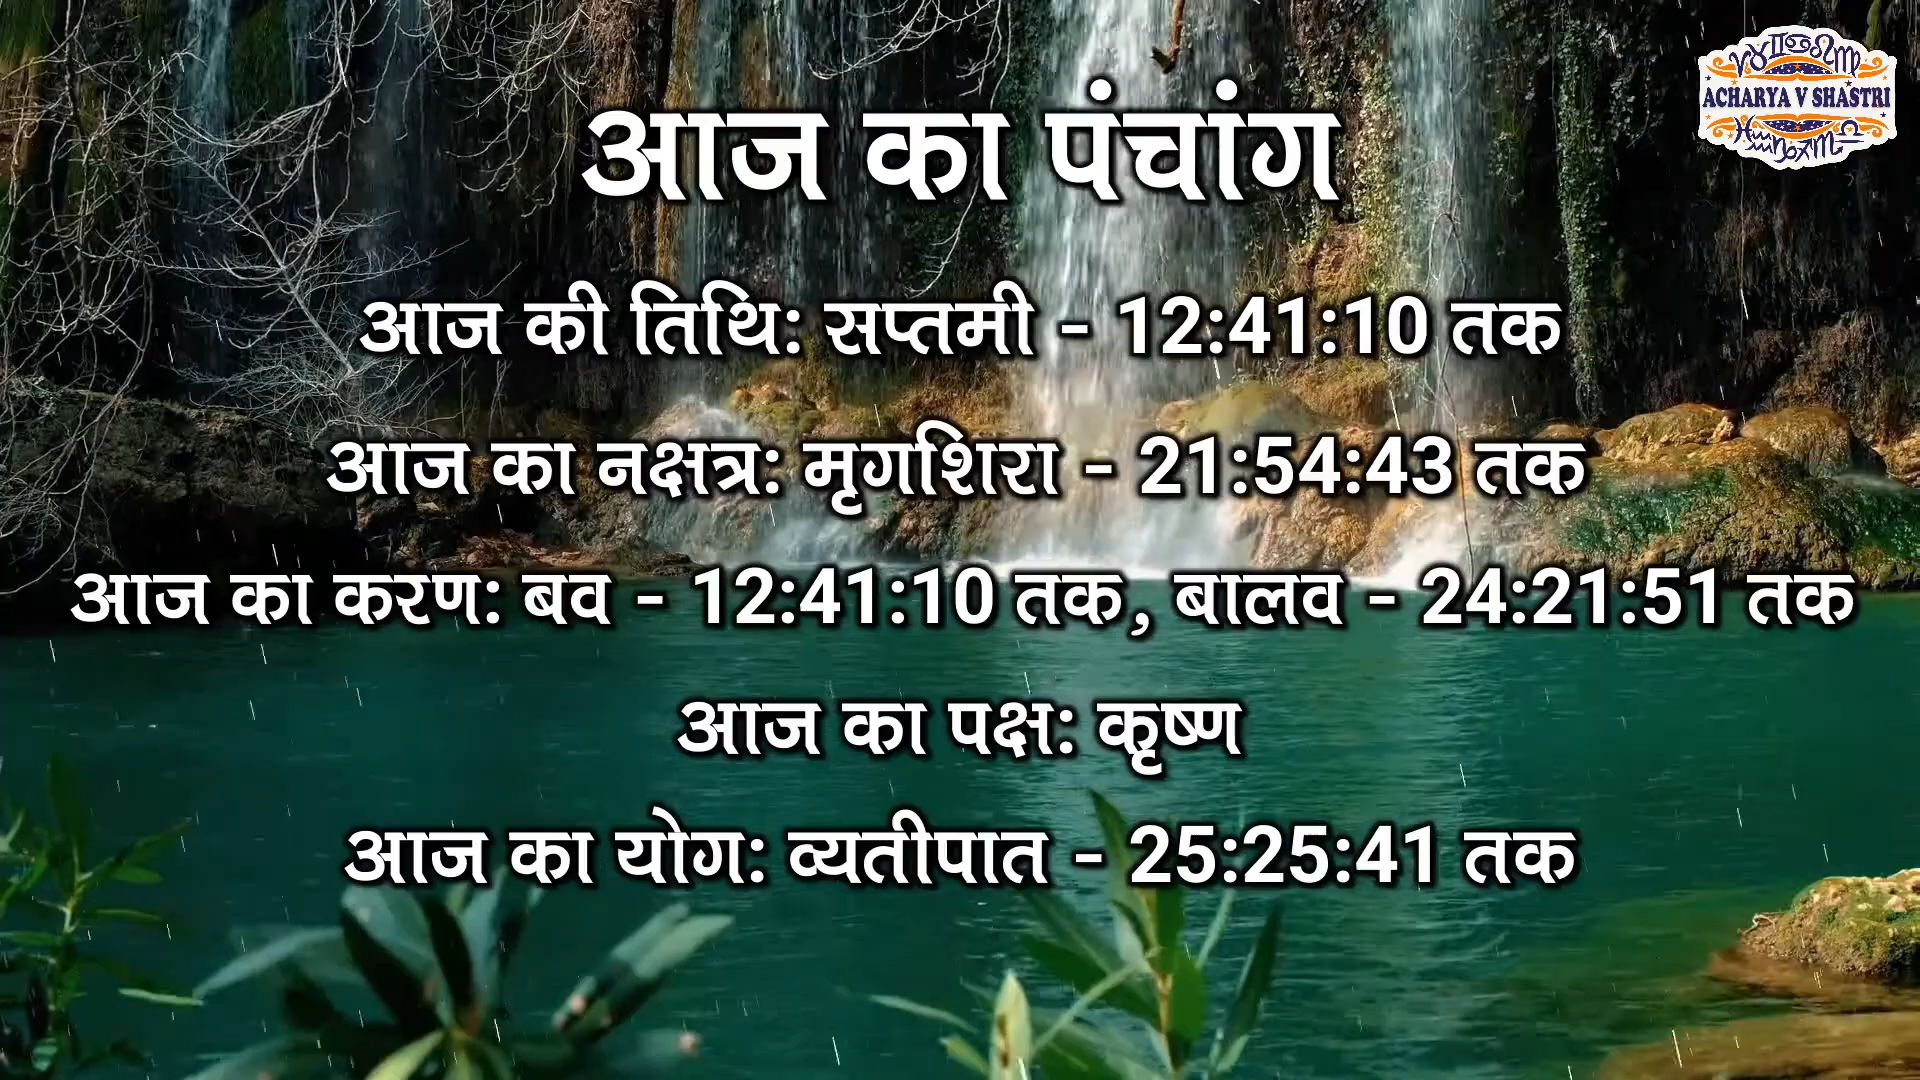 आज का पंचांग
ACHARYA V SHASTRI
आज की तिथि: सप्तमी - 12:41:10 तक
आज का नक्षत्र: मृगशिरा - 21:54:43 तक
आज का करण: बव - 12:41:10 तक, बालव - 24:21:51 तक
आज का पक्ष: कृष्ण
आज का योग: व्यतीपात - 25:25:41 तक